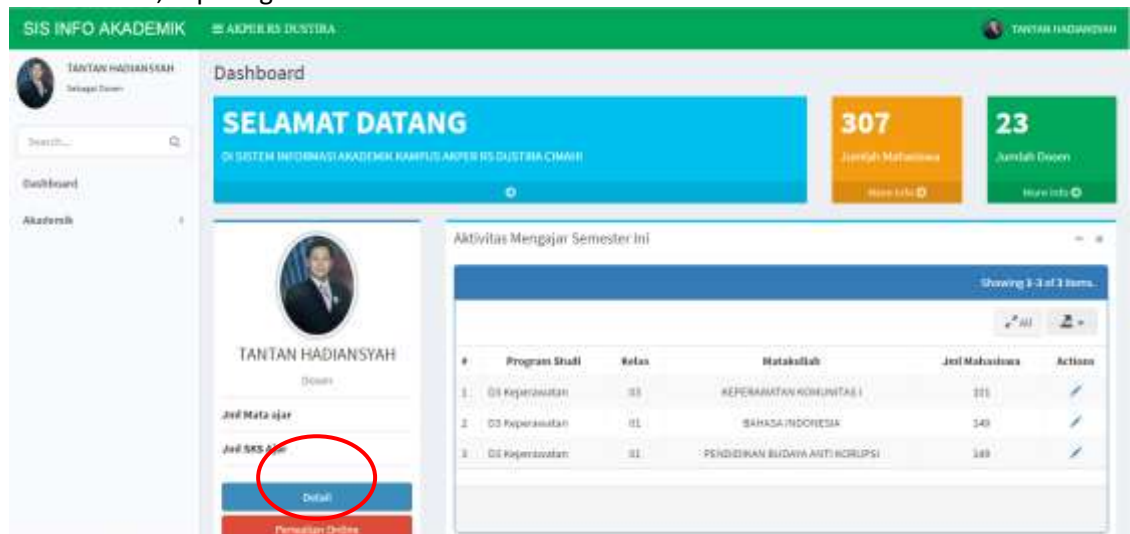 SIS INFO AKADEMIK
AKPER RS DUSTIRA
TANTAN HADIANSYAH
TANTAN HADIANSYAH
Sebagai Dosen
Search...
Dashboard
Akademik
Dashboard
SELAMAT DATANG
DI SISTEM INFORMASI AKADEMIK KAMPUS AKPER RS DUSTIRA CIMAHI
307
Jumlah Mahasiswa
More Info
23
Jumlah Dosen
More Info
TANTAN HADIANSYAH
Dosen
Jml Mata ajar
Jml SKS Ajar
Detail
Perwalian Online
Aktivitas Mengajar Semester Ini
Showing 1-3 of 3 items.
All
# Program Studi Kelas Matakuliah Jml Mahasiswa Actions
1 D3 Keperawatan 03 KEPERAWATAN KOMUNITAS I 101
2 D3 Keperawatan 01 BAHASA INDONESIA 149
3 D3 Keperawatan 01 PENDIDIKAN BUDAYA ANTI KORUPSI 149